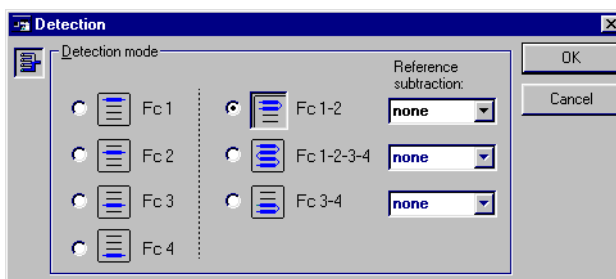 Detection
Detection mode
Reference
subtraction:
OK
Cancel
Fc 1
Fc 1-2
none
Fc 2
Fc 1-2-3-4
none
Fc 3
Fc 3-4
none
Fc 4